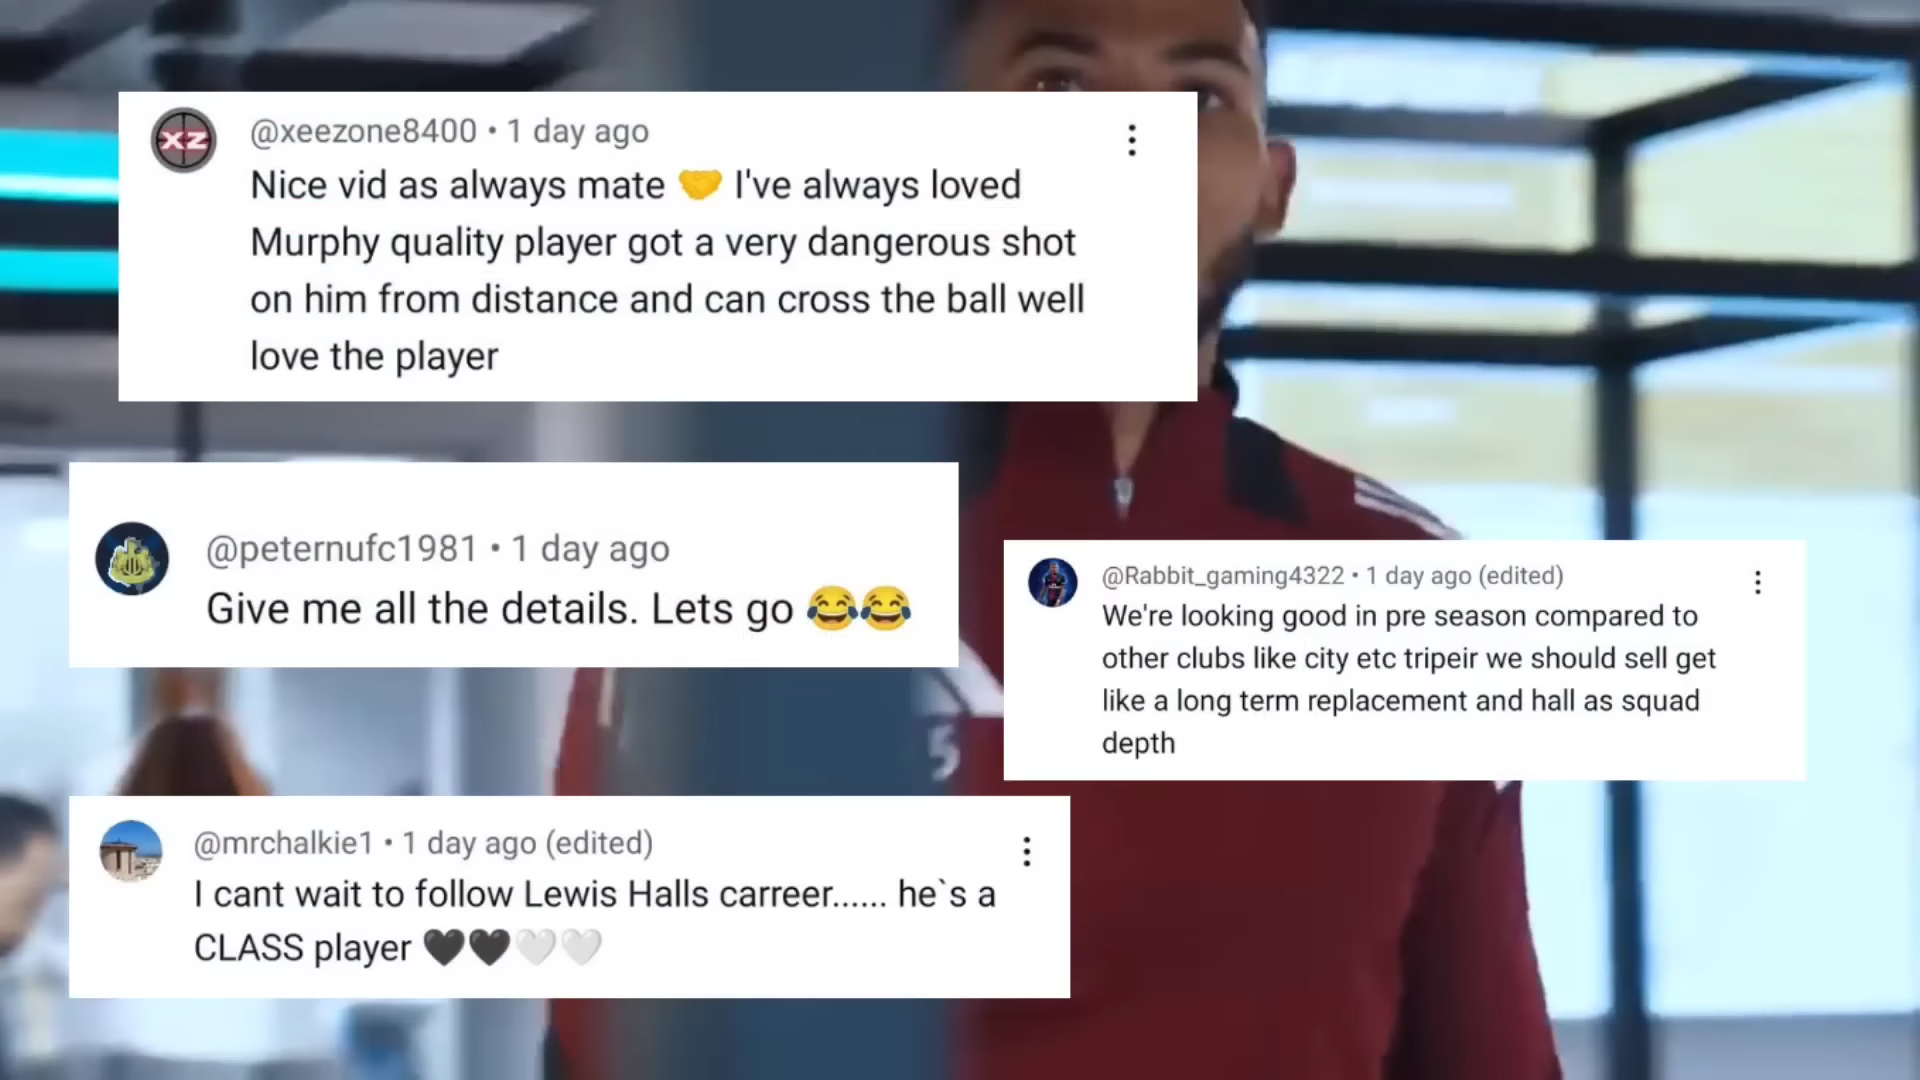 XZ
@xeezone8400 • 1 day ago
Nice vid as always mate 🤝 I've always loved
Murphy quality player got a very dangerous shot
on him from distance and can cross the ball well
love the player
@peternufc1981 • 1 day ago
Give me all the details. Lets go 😂😂
@Rabbit_gaming4322 • 1 day ago (edited)
We're looking good in pre season compared to
other clubs like city etc tripeir we should sell get
like a long term replacement and hall as squad
depth
5
@mrchalkie1 • 1 day ago (edited)
I cant wait to follow Lewis Halls carreer...... he`s a
CLASS player 🖤🖤🤍🤍